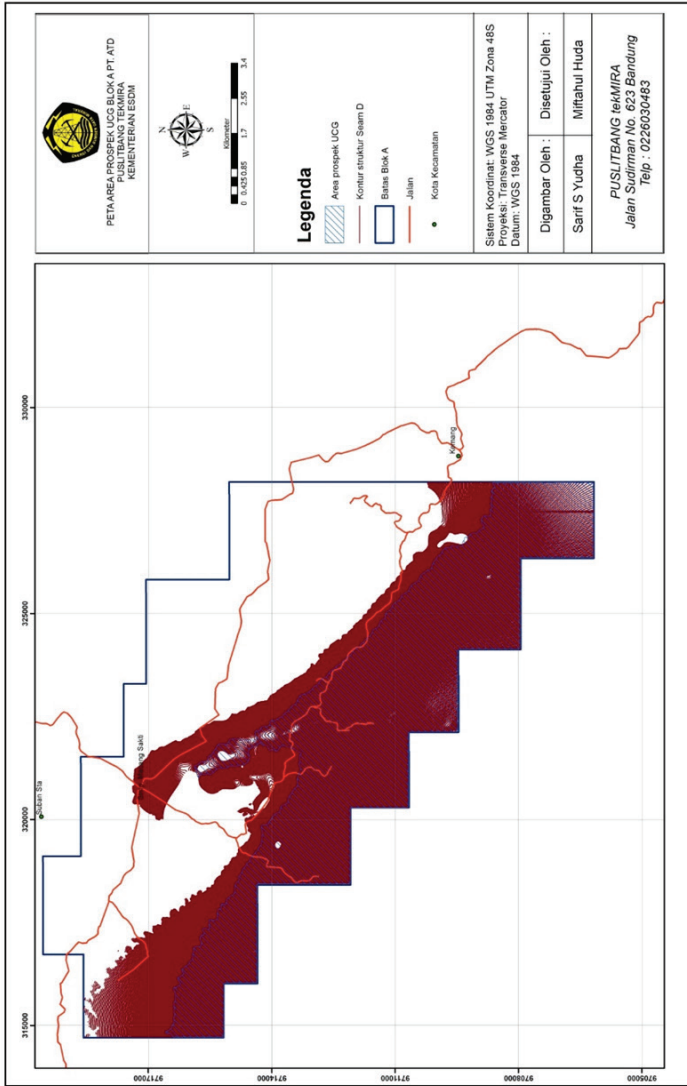 PETA AREA PROSPEK UCG BLOK A PT. ATD
PUSLITBANG TEKMIRA
KEMENTERIAN ESDM
N
W
E
S
Kilometer
0 0.425 0.85 1.7 2.55 3.4
Legenda
Area prospek UCG
Kontur struktur Seam D
Batas Blok A
Jalan
Kota Kecamatan
Sistem Koordinat: WGS 1984 UTM Zona 48S
Proyeksi: Transverse Mercator
Datum: WGS 1984
Digambar Oleh :
Disetujui Oleh :
Sarif S Yudha
Miftahul Huda
PUSLITBANG tekMIRA
Jalan Sudirman No. 623 Bandung
Telp : 0226030483
315000
320000
325000
330000
9717000
9714000
9711000
9708000
9705000
Suban Sta
Sakti